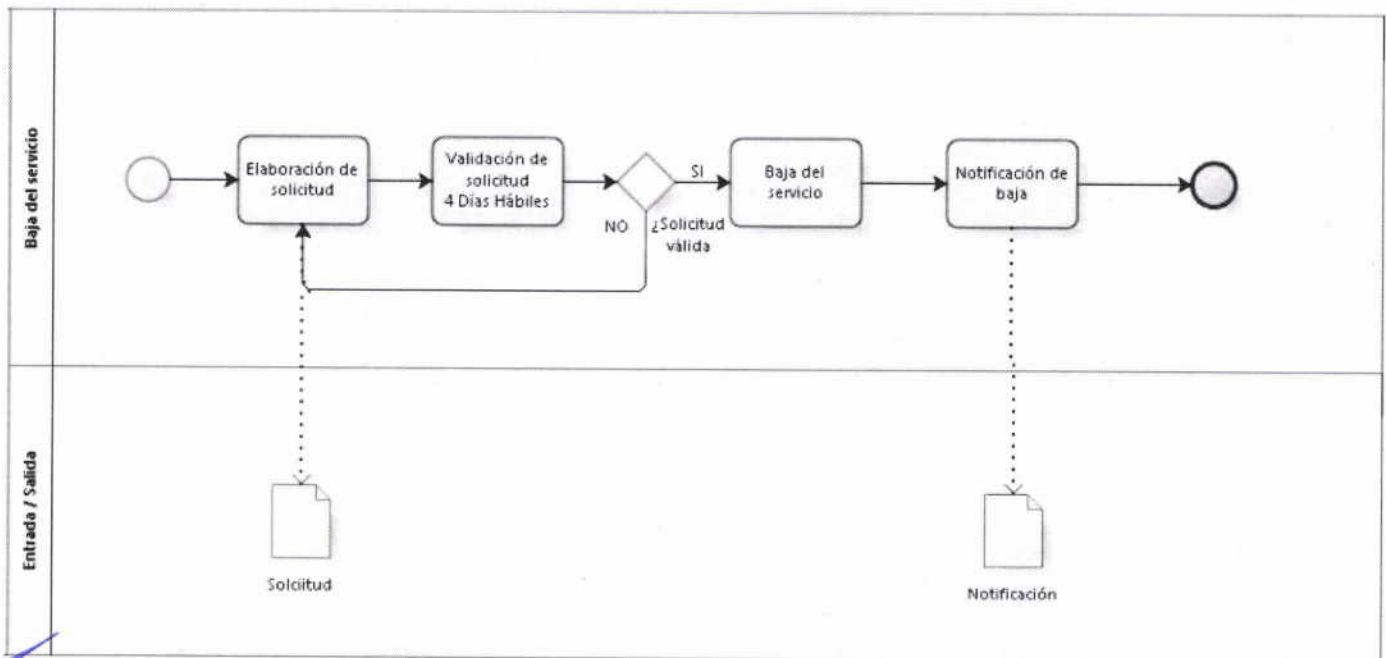 Baja del servicio
Elaboración de
solicitud
Validación de
solicitud
4 Días Hábiles
SI
NO
¿Solicitud
válida
Baja del
servicio
Notificación de
baja
Entrada / Salida
Solciitud
Notificación